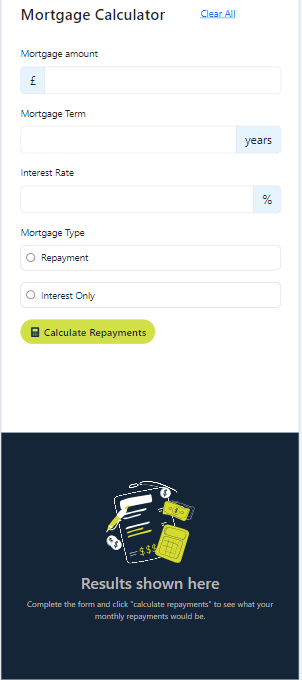 Mortgage Calculator Clear All
Mortgage amount
£
Mortgage Term
years
Interest Rate
%
Mortgage Type
Repayment
Interest Only
Calculate Repayments
$
$
$$$
Results shown here
Complete the form and click "calculate repayments" to see what your
monthly repayments would be.